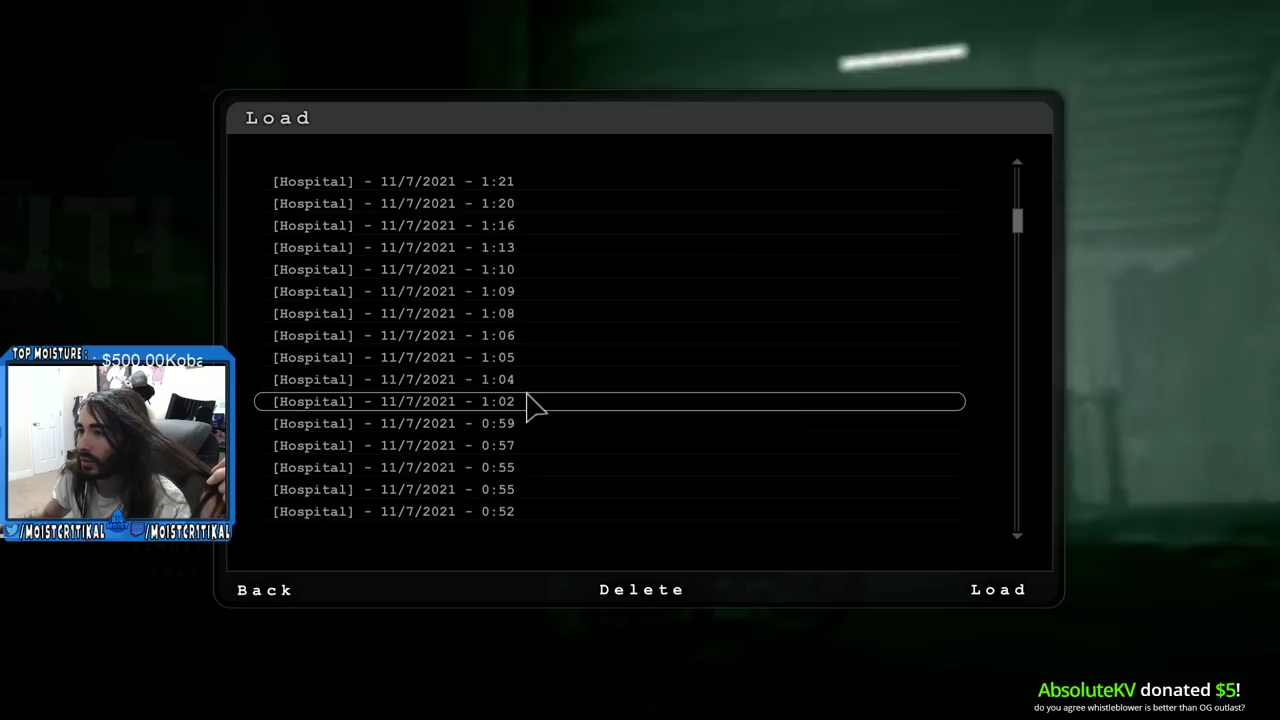 Load
[Hospital] - 11/7/2021 - 1:21
[Hospital] - 11/7/2021 - 1:20
[Hospital] - 11/7/2021 - 1:16
[Hospital] - 11/7/2021 - 1:13
[Hospital] - 11/7/2021 - 1:10
[Hospital] - 11/7/2021 - 1:09
[Hospital] - 11/7/2021 - 1:08
[Hospital] - 11/7/2021 - 1:06
[Hospital] - 11/7/2021 - 1:05
[Hospital] - 11/7/2021 - 1:04
[Hospital] - 11/7/2021 - 1:02
[Hospital] - 11/7/2021 - 0:59
[Hospital] - 11/7/2021 - 0:57
[Hospital] - 11/7/2021 - 0:55
[Hospital] - 11/7/2021 - 0:55
[Hospital] - 11/7/2021 - 0:52
Back Delete Load
TOP MOISTURE: $500.00Koba
BIG MOIST
/MOISTCR1TIKAL /MOISTCR1TIKAL
AbsoluteKV donated $5!
do you agree whistleblower is better than OG outlast?